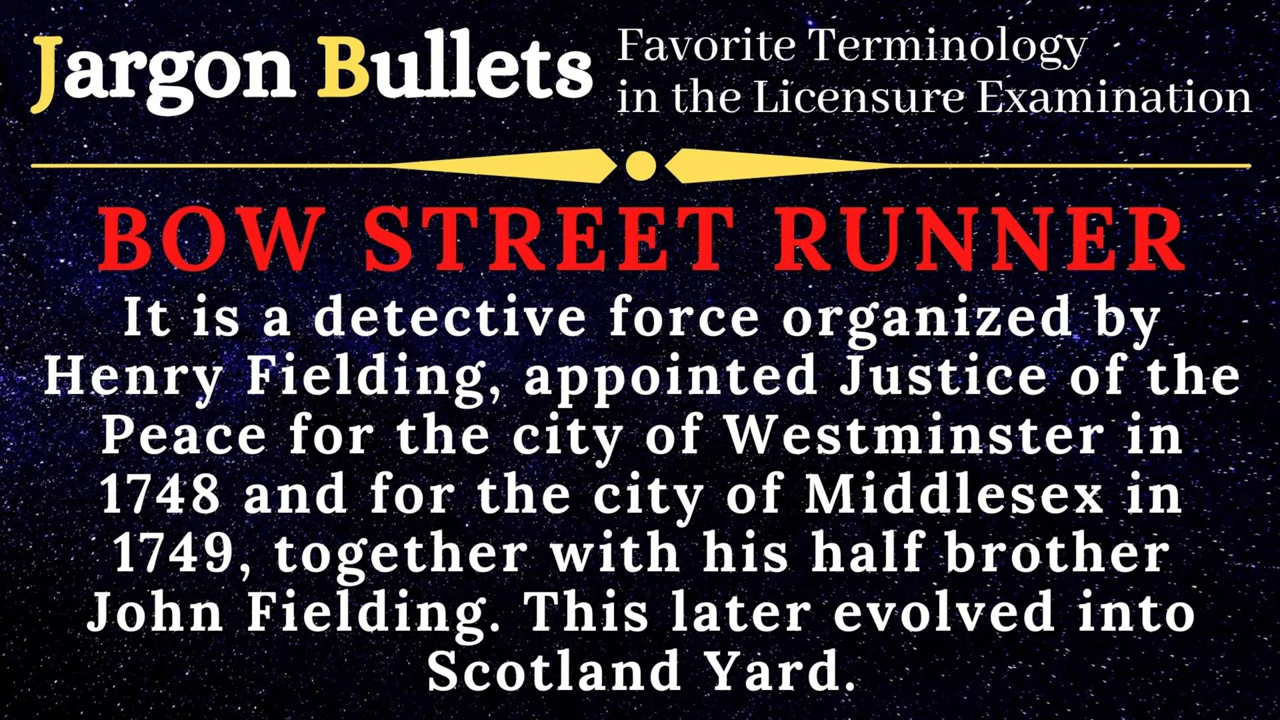 Jargon Bullets
Favorite Terminology
in the Licensure Examination
BOW STREET RUNNER
It is a detective force organized by
Henry Fielding, appointed Justice of the
Peace for the city of Westminster in
1748 and for the city of Middlesex in
1749, together with his half brother
John Fielding. This later evolved into
Scotland Yard.